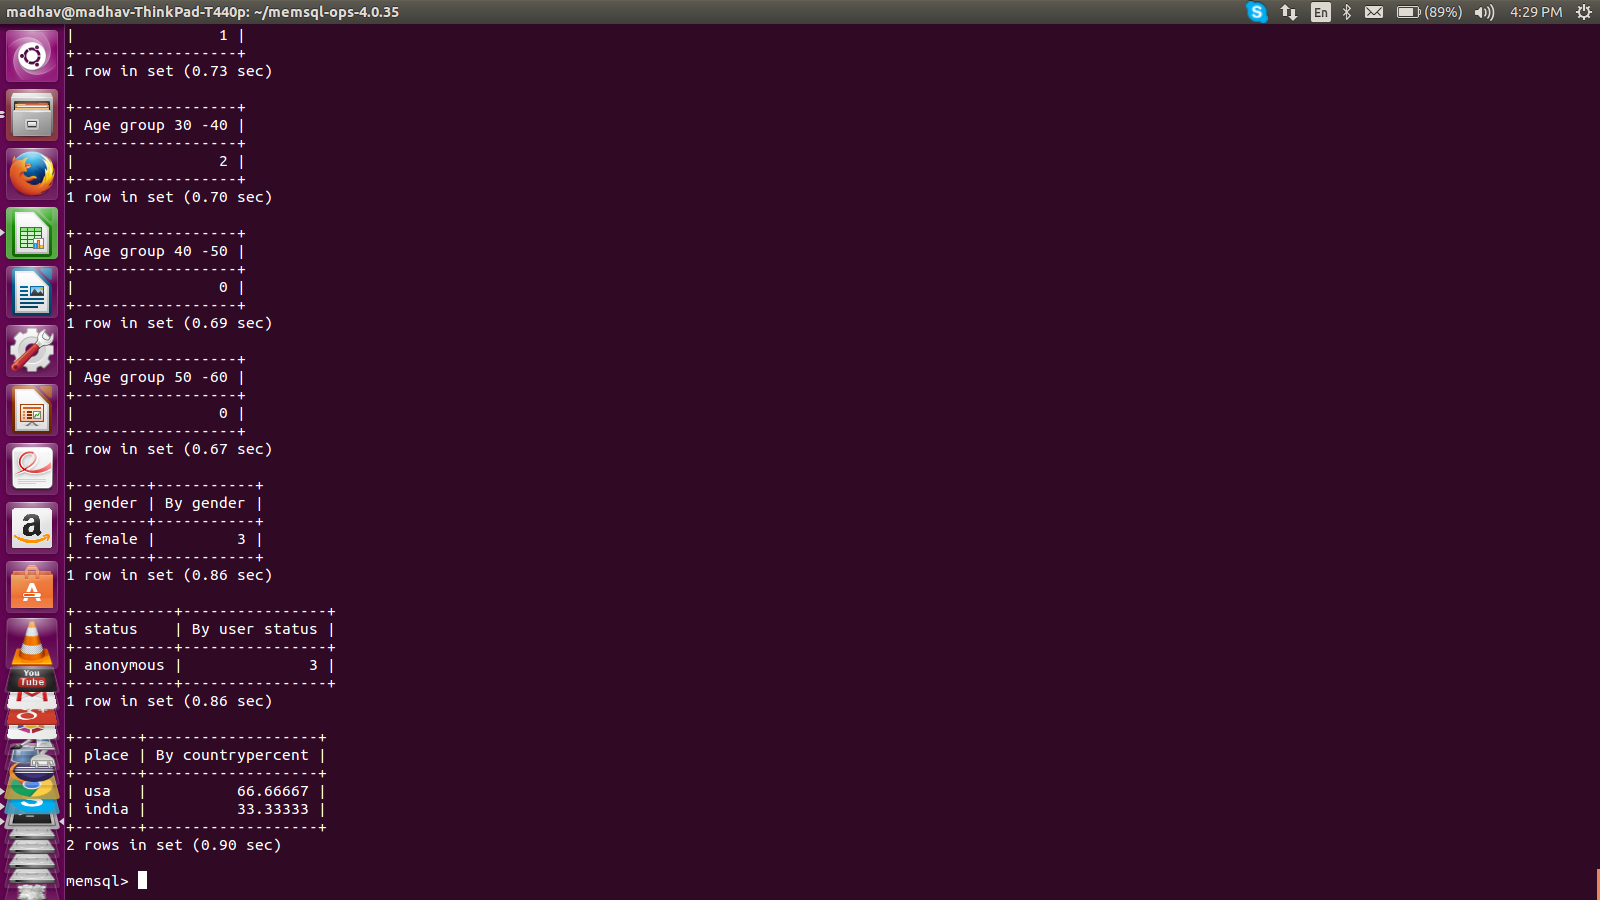 madhav@madhav-ThinkPad-T440p: ~/memsql-ops-4.0.35
En (89%) 4:29 PM
|                1 |
+------------------+
1 row in set (0.73 sec)
+------------------+
| Age group 30 -40 |
+------------------+
|                2 |
+------------------+
1 row in set (0.70 sec)
+------------------+
| Age group 40 -50 |
+------------------+
|                0 |
+------------------+
1 row in set (0.69 sec)
+------------------+
| Age group 50 -60 |
+------------------+
|                0 |
+------------------+
1 row in set (0.67 sec)
+--------+-----------+
| gender | By gender |
+--------+-----------+
| female |         3 |
+--------+-----------+
1 row in set (0.86 sec)
+-----------+----------------+
| status    | By user status |
+-----------+----------------+
| anonymous |              3 |
+-----------+----------------+
1 row in set (0.86 sec)
+-------+-------------------+
| place | By countrypercent |
+-------+-------------------+
| usa   |          66.66667 |
| india |          33.33333 |
+-------+-------------------+
2 rows in set (0.90 sec)
memsql>
a
A
You
Tube